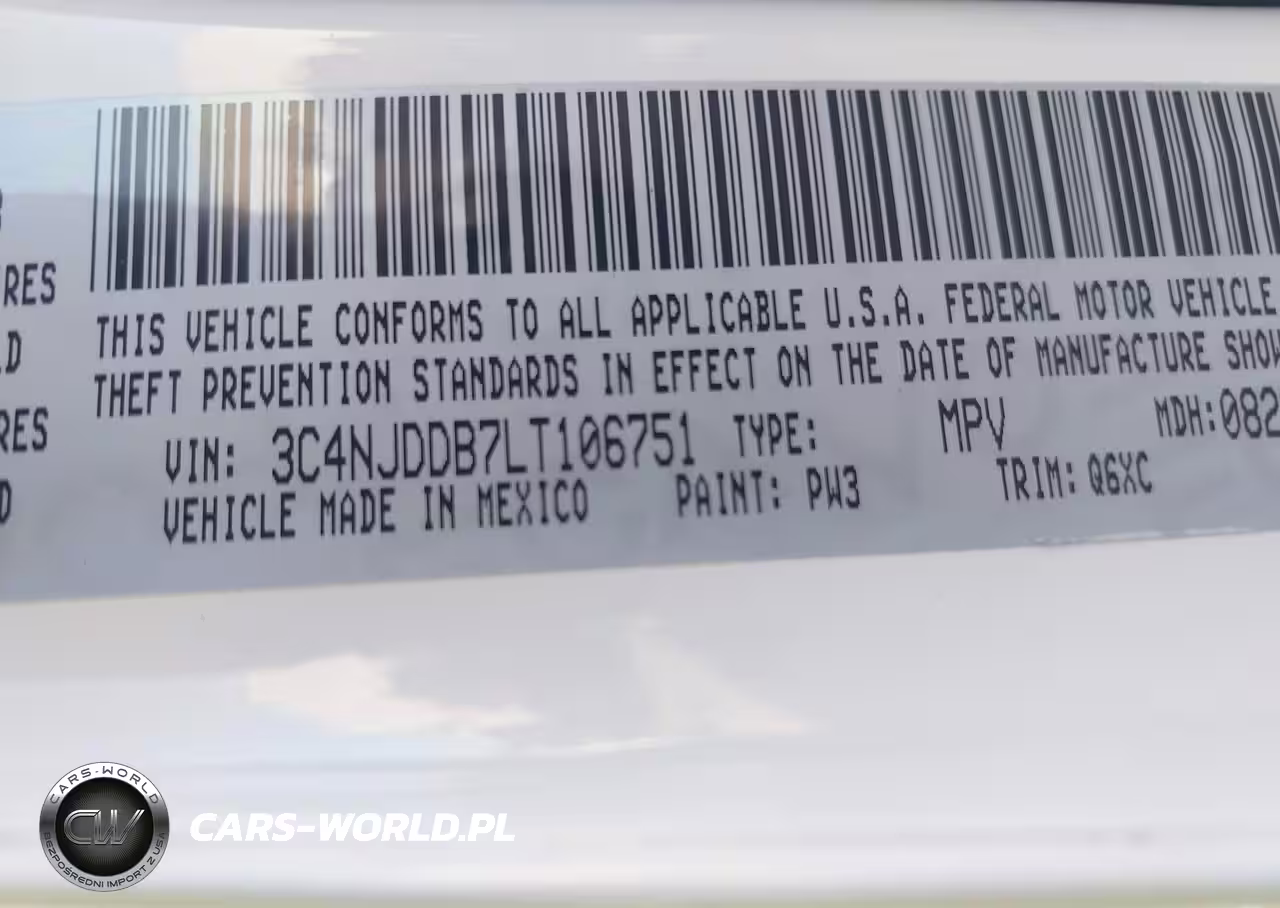 RES
LD
RES
D
THIS VEHICLE CONFORMS TO ALL APPLICABLE U.S.A. FEDERAL MOTOR VEHICLE
THEFT PREVENTION STANDARDS IN EFFECT ON THE DATE OF MANUFACTURE SHOW
VIN: 3C4NJDDB7LT106751 TYPE: MPV MDH:082
VEHICLE MADE IN MEXICO PAINT: PW3 TRIM: Q6XC
CARS-WORLD
CW
BEZPOŚREDNI IMPORT Z USA
CARS-WORLD.PL